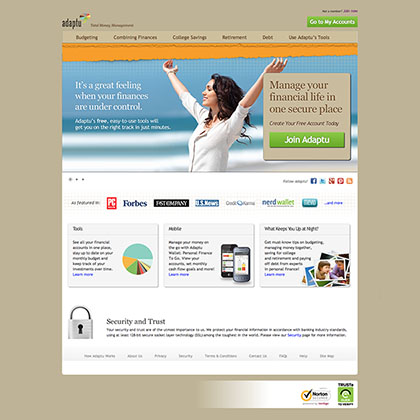 Not a member? JOIN NOW
adaptu
Total Money Management
Go to My Accounts
Budgeting Combining Finances College Savings Retirement Debt Use Adaptu's Tools
It's a great feeling
when your finances
are under control.
Adaptu's free, easy-to-use tools will
get you on the right track in just minutes.
Manage your
financial life in
one secure place
Create Your Free Account Today
Join Adaptu
Follow adaptu!
As featured in: PC Forbes FAST COMPANY U.S.News Credit Karma nerdwallet ...and more
Tools
See all your financial
accounts in one place,
stay up to date on your
monthly budget and
keep track of your
investments over time.
Learn more
Mobile
Manage your money on
the go with Adaptu
Wallet: Personal Finance
To Go. View your
accounts, set monthly
cash flow goals and more!
Learn more
What Keeps You Up at Night?
Get must-know tips on budgeting,
managing money together,
saving for college
and retirement and paying
off debt from experts
in personal finance!
Learn more
Security and Trust
Your security and trust are of the utmost importance to us. We protect your financial information in accordance with banking industry standards,
using at least 128-bit secure socket layer technology (SSL) among the toughest in the world. Please view our Security page for more information.
How Adaptu Works About Us Privacy Security Terms & Conditions Contact Us FAQs Help Site Map
Norton
SECURED
TRUSTe